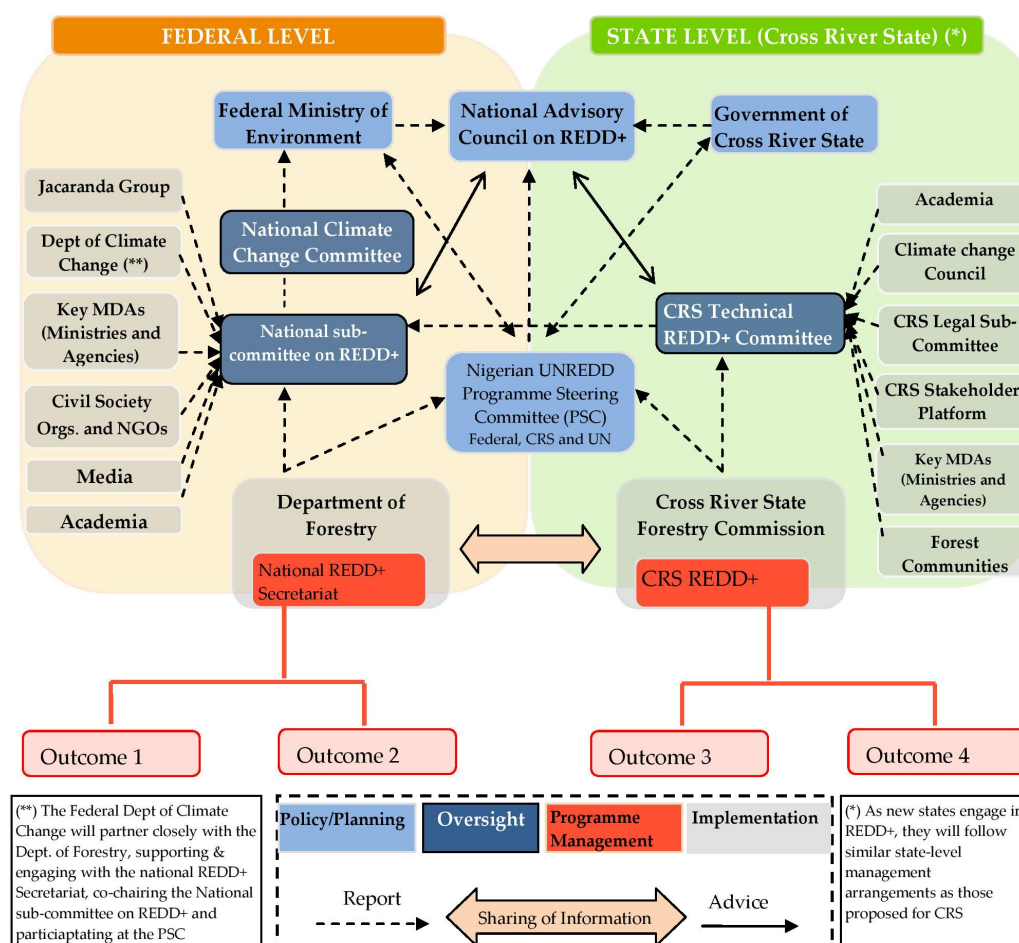 FEDERAL LEVEL
STATE LEVEL (Cross River State) (*)
Federal Ministry of
Environment
National Advisory
Council on REDD+
Government of
Cross River State
Jacaranda Group
Dept of Climate
Change (**)
Key MDAs
(Ministries and
Agencies)
Civil Society
Orgs. and NGOs
Media
Academia
National Climate
Change Committee
National sub-
committee on REDD+
CRS Technical
REDD+ Committee
Nigerian UNREDD
Programme Steering
Committee (PSC)
Federal, CRS and UN
Academia
Climate change
Council
CRS Legal Sub-
Committee
CRS Stakeholder
Platform
Key MDAs
(Ministries and
Agencies)
Forest
Communities
Department of
Forestry
National REDD+
Secretariat
Cross River State
Forestry Commission
CRS REDD+
Outcome 1
Outcome 2
Outcome 3
Outcome 4
(**) The Federal Dept of Climate
Change will partner closely with the
Dept. of Forestry, supporting &
engaging with the national REDD+
Secretariat, co-chairing the National
sub-committee on REDD+ and
particiaptating at the PSC
Policy/Planning
Oversight
Programme
Management
Implementation
Report
Sharing of Information
Advice
(*) As new states engage in
REDD+, they will follow
similar state-level
management
arrangements as those
proposed for CRS